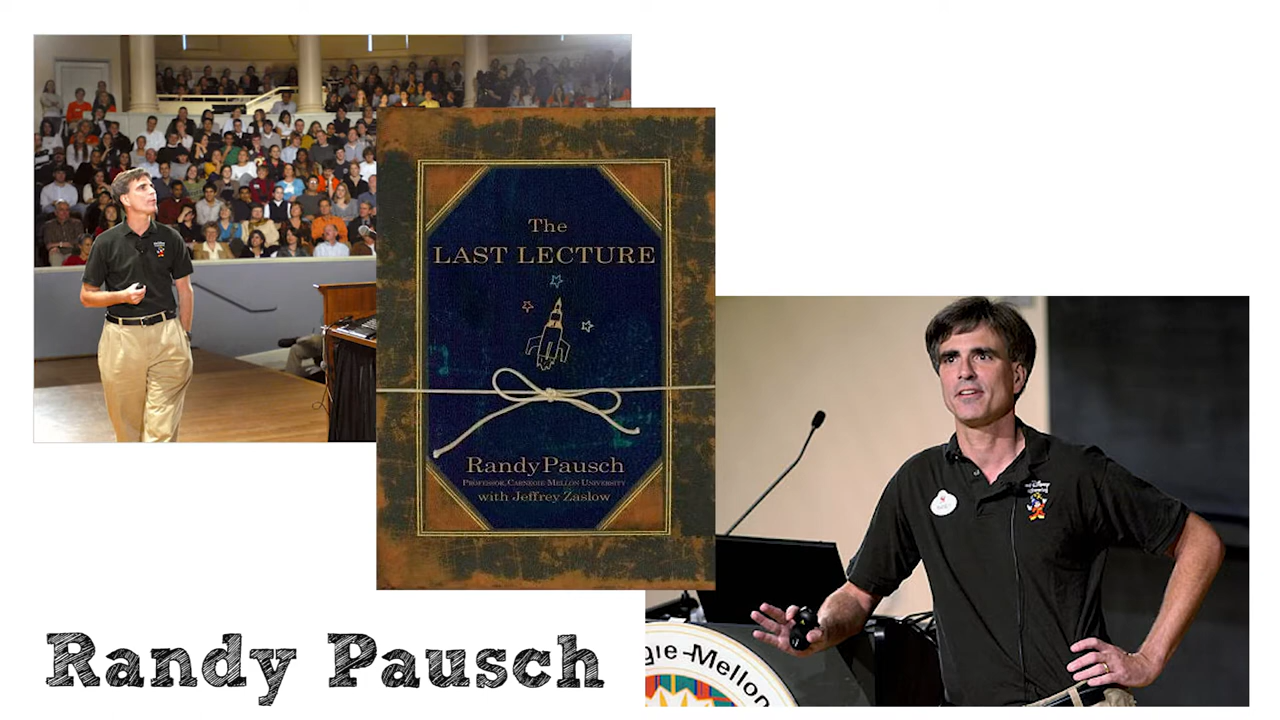 The
LAST LECTURE
Randy Pausch
PROFESSOR, CARNEGIE MELLON UNIVERSITY
with Jeffrey Zaslow
gie-Mellon
Randy Pausch